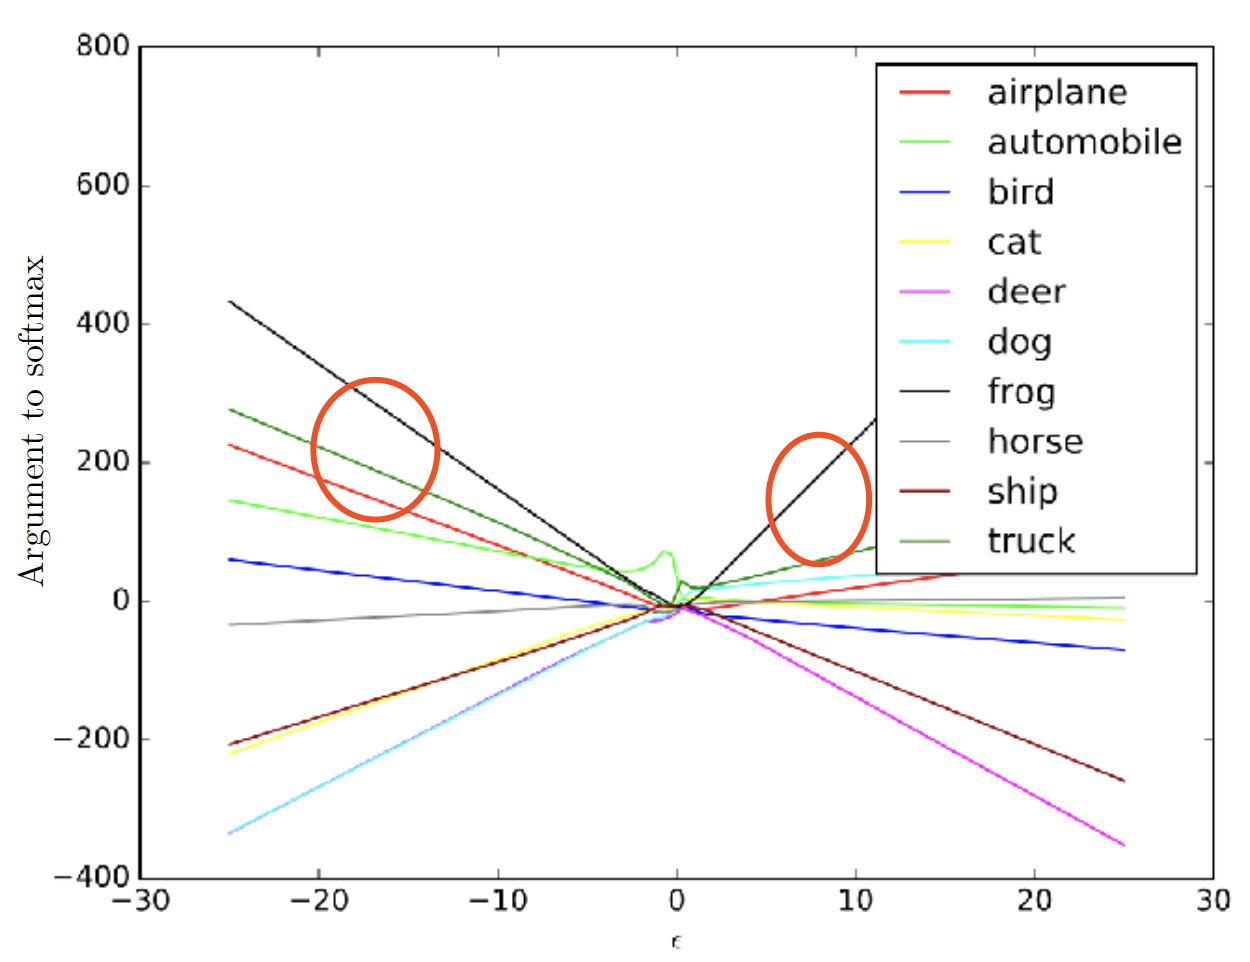 800
600
400
200
0
−200
−400
−30
−20
−10
0
10
20
30
Argument to softmax
ϵ
airplane
automobile
bird
cat
deer
dog
frog
horse
ship
truck